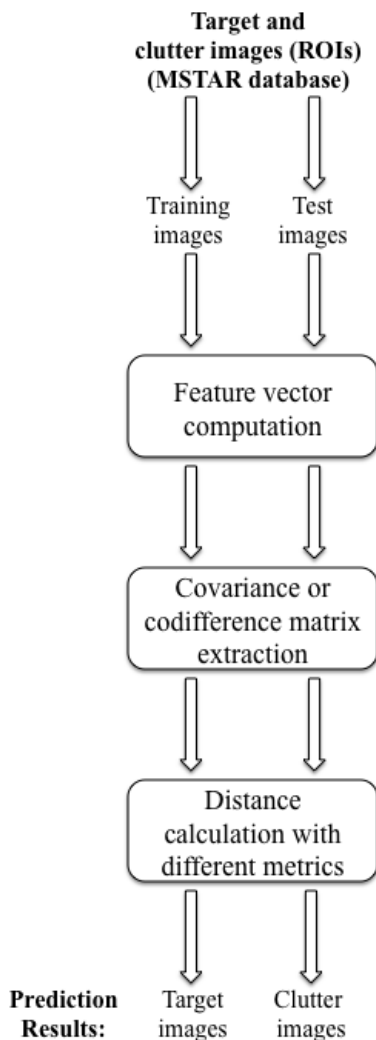 Target and
clutter images (ROIs)
(MSTAR database)
Training Test
images images
Feature vector
computation
Covariance or
codifference matrix
extraction
Distance
calculation with
different metrics
Prediction Target Clutter
Results: images images